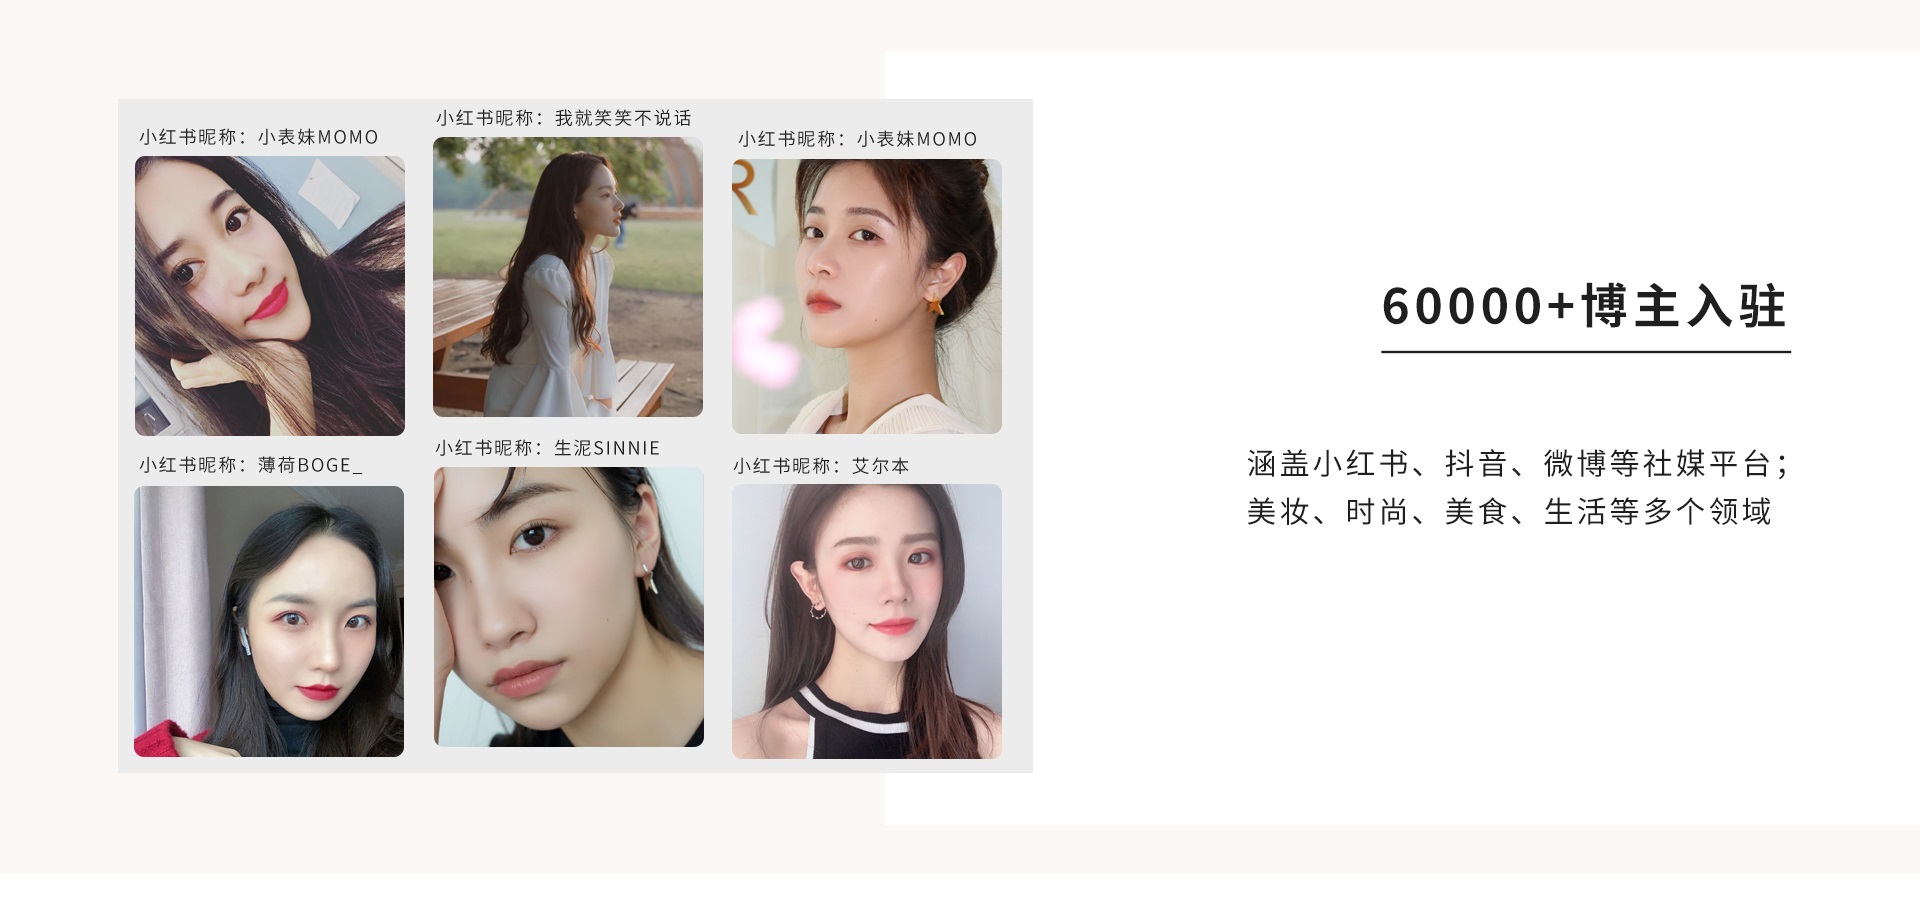 小红书昵称：小表妹MOMO
小红书昵称：我就笑笑不说话
小红书昵称：小表妹MOMO
R
小红书昵称：薄荷BOGE_
小红书昵称：生泥SINNIE
小红书昵称：艾尔本
60000+博主入驻
涵盖小红书、抖音、微博等社媒平台；
美妆、时尚、美食、生活等多个领域